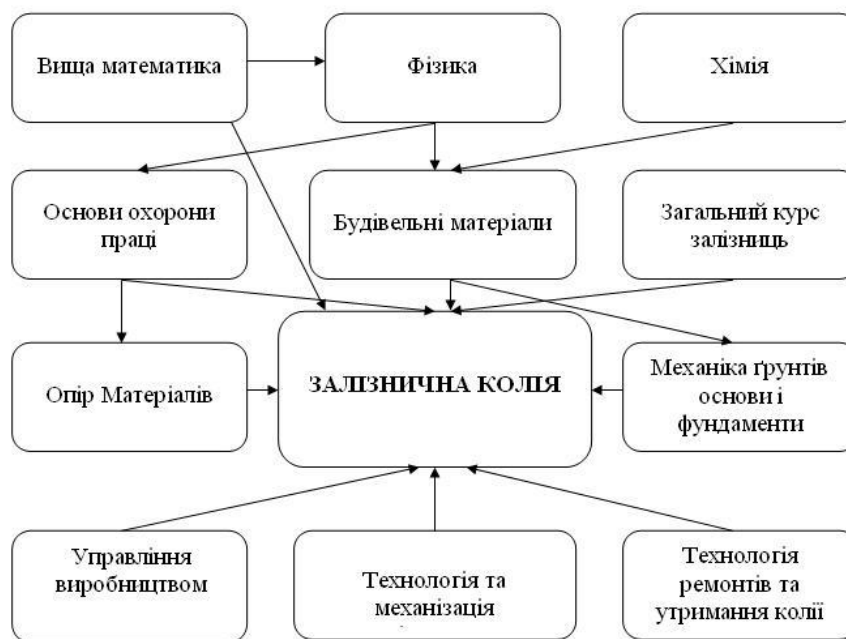 Вища математика
Фізика
Хімія
Основи охорони
праці
Будівельні матеріали
Загальний курс
залізниць
Опір Матеріалів
ЗАЛІЗНИЧНА КОЛІЯ
Механіка ґрунтів
основи і
фундаменти
Управління
виробництвом
Технологія та
механізація
Технологія
ремонтів та
утримання колії